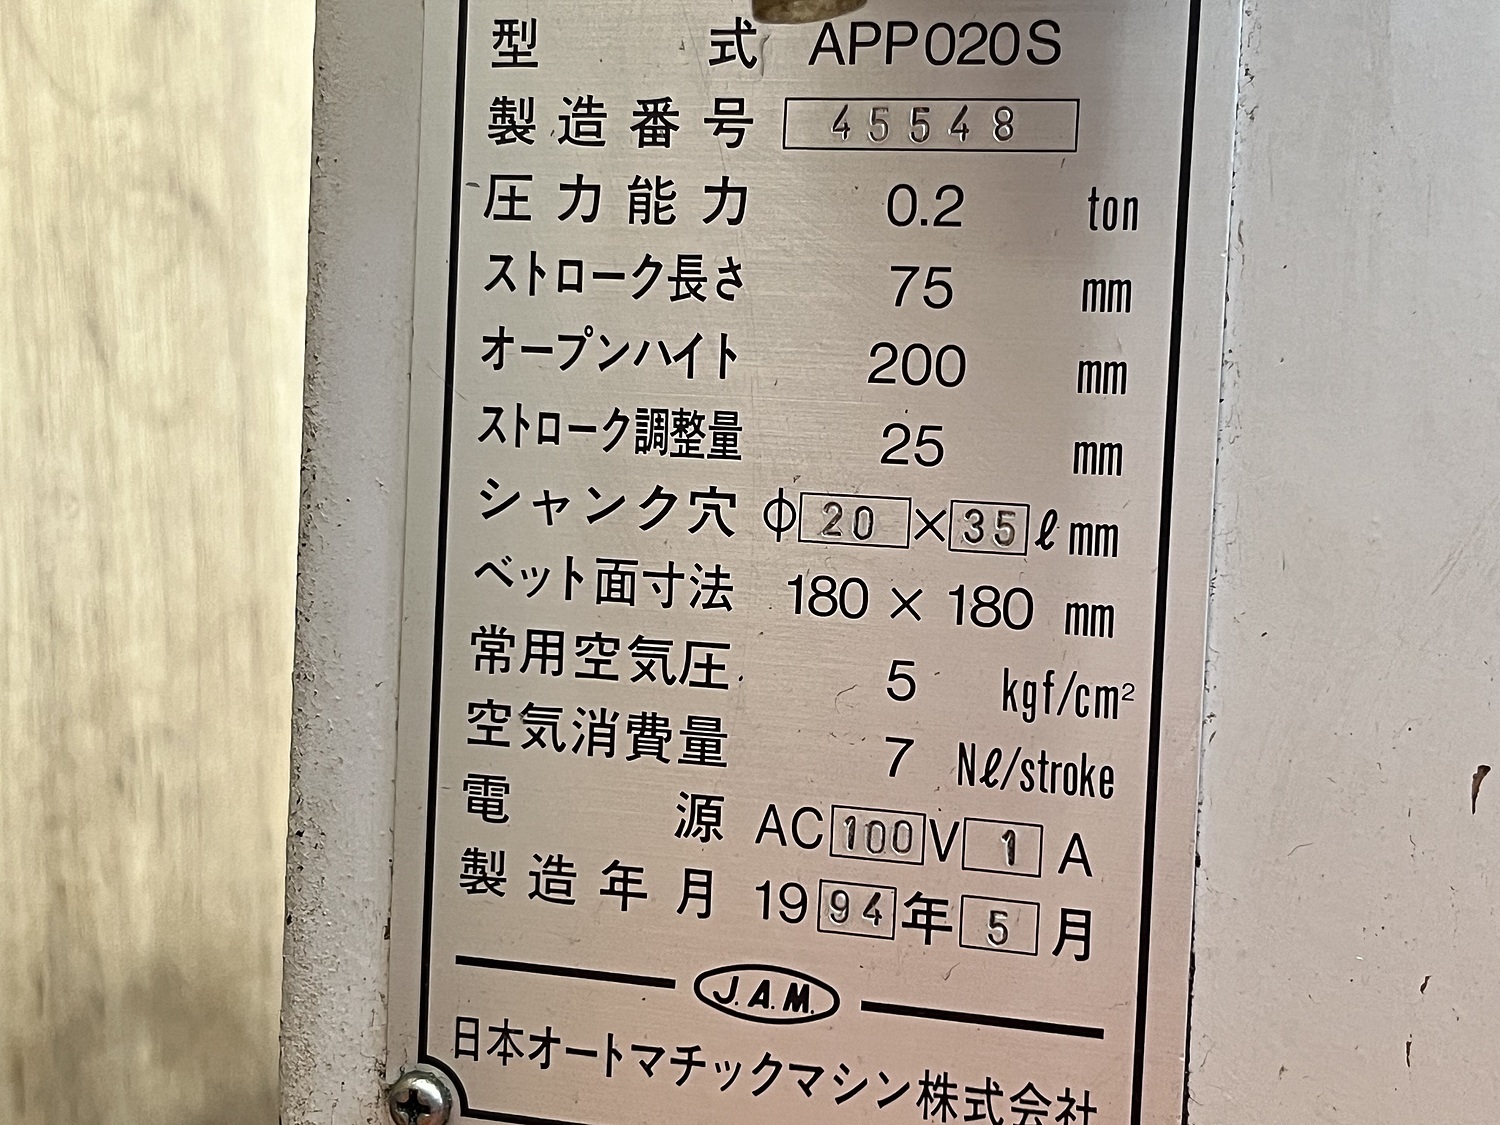 型式 APP020S
製造番号 45548
圧力能力 0.2 ton
ストローク長さ 75 mm
オープンハイト 200 mm
ストローク調整量 25 mm
シャンク穴 φ20×35ℓmm
ベット面寸法 180 × 180 mm
常用空気圧 5 kgf/cm²
空気消費量 7 Nℓ/stroke
電源 AC100V 1 A
製造年月 1994年5月
J.A.M.
日本オートマチックマシン株式会社